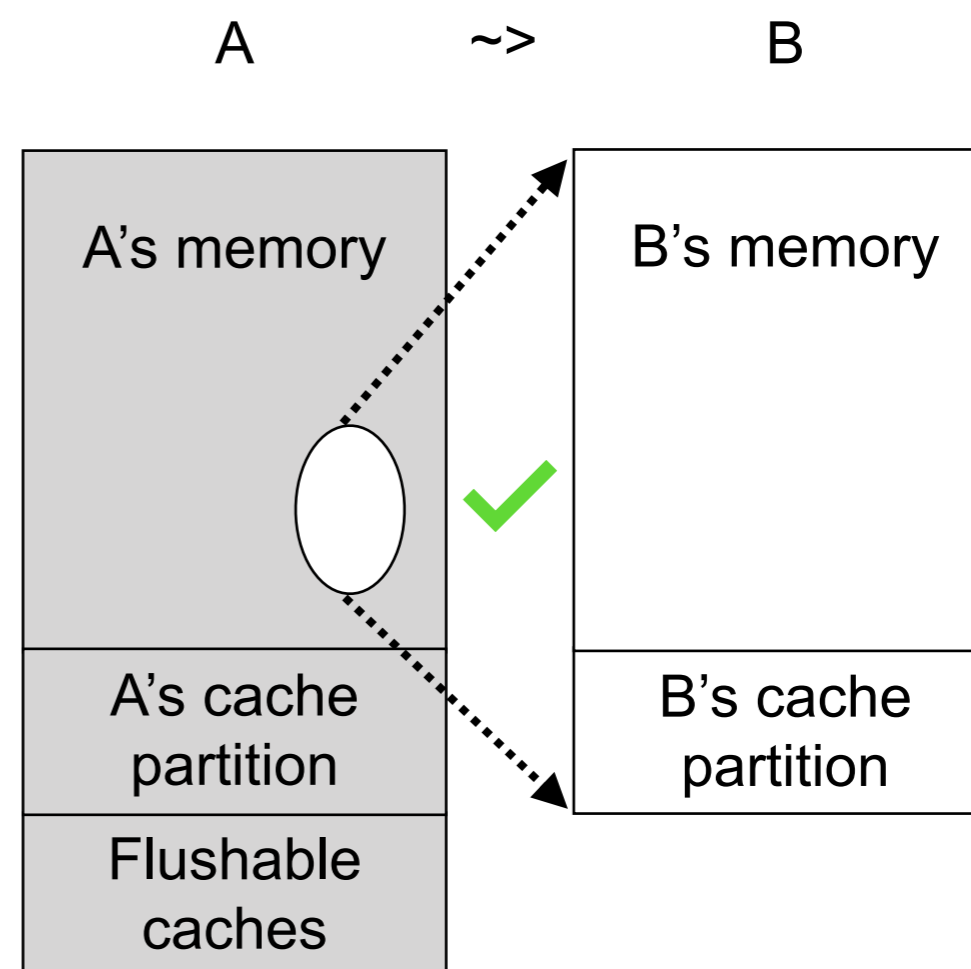 A ~> B
A’s memory
B’s memory
A’s cache
partition
B’s cache
partition
Flushable
caches